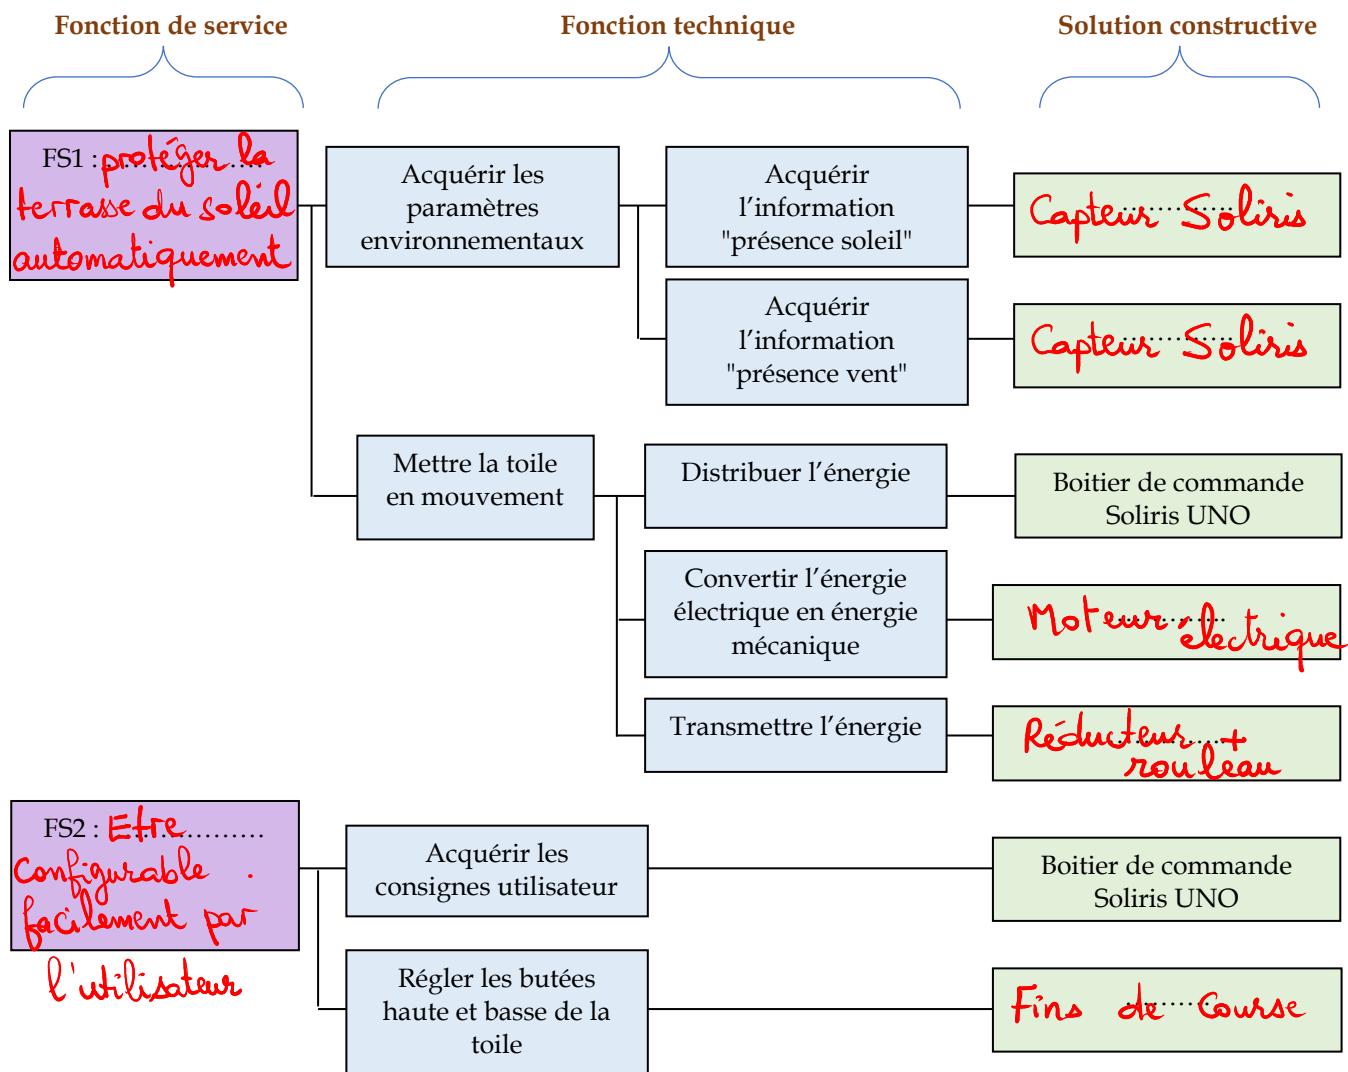 Fonction de service
Fonction technique
Solution constructive
FS1 : protéger la
terrasse du soleil
automatiquement
Acquérir les
paramètres
environnementaux
Acquérir
l'information
"présence soleil"
Capteur Soliris
Acquérir
l'information
"présence vent"
Capteur Soliris
Mettre la toile
en mouvement
Distribuer l'énergie
Boitier de commande
Soliris UNO
Convertir l'énergie
électrique en énergie
mécanique
Moteur électrique
Transmettre l'énergie
Réducteur +
rouleau
FS2 : Etre
Configurable
facilement par
l'utilisateur
Acquérir les
consignes utilisateur
Boitier de commande
Soliris UNO
Régler les butées
haute et basse de la
toile
Fins de Course